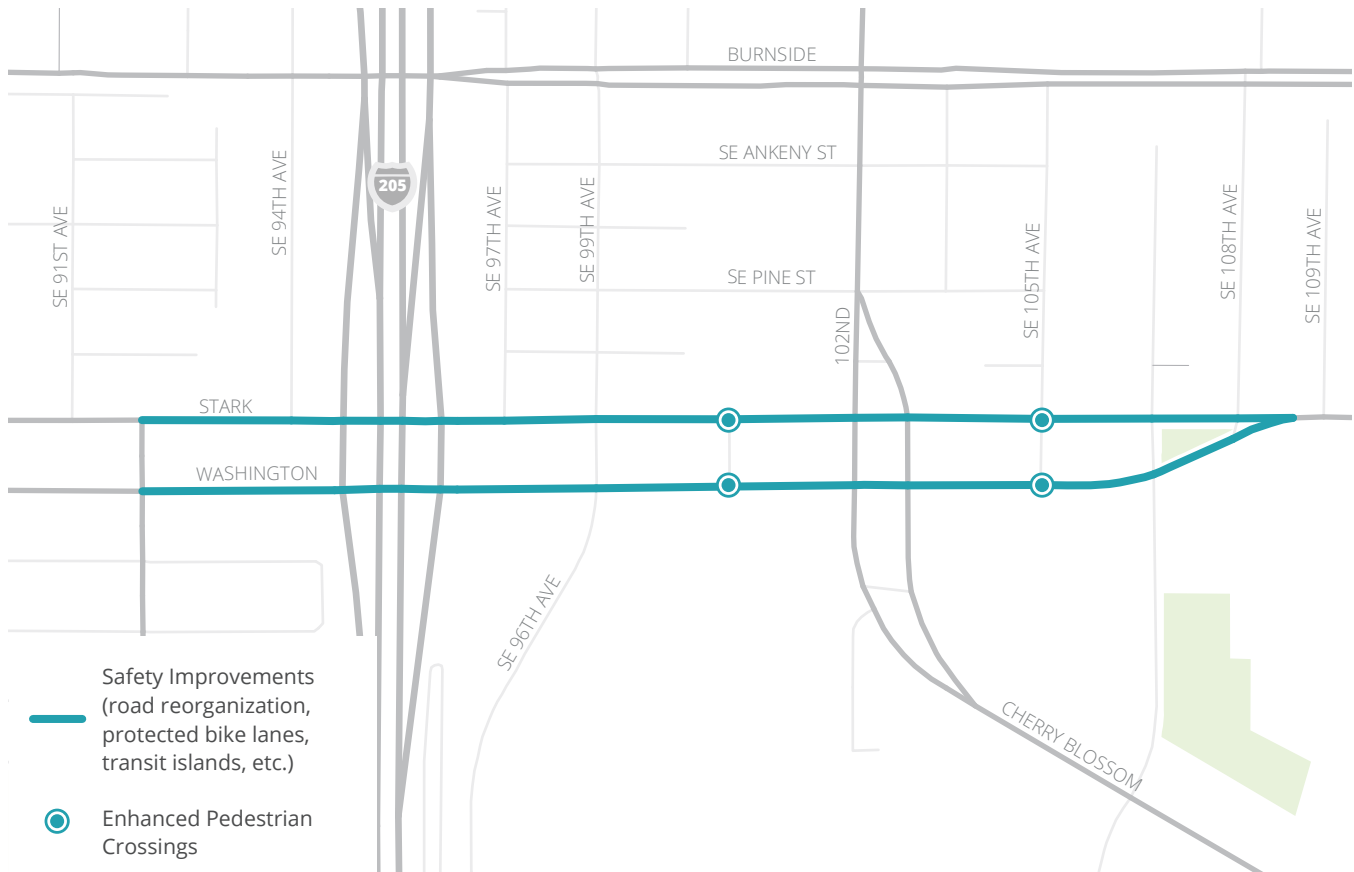 BURNSIDE
SE ANKENY ST
SE 94TH AVE
205
SE 97TH AVE
SE 99TH AVE
SE 91ST AVE
SE 108TH AVE
SE 109TH AVE
SE PINE ST
SE 105TH AVE
102ND
STARK
WASHINGTON
SE 96TH AVE
CHERRY BLOSSOM
Safety Improvements
(road reorganization,
protected bike lanes,
transit islands, etc.)
Enhanced Pedestrian
Crossings